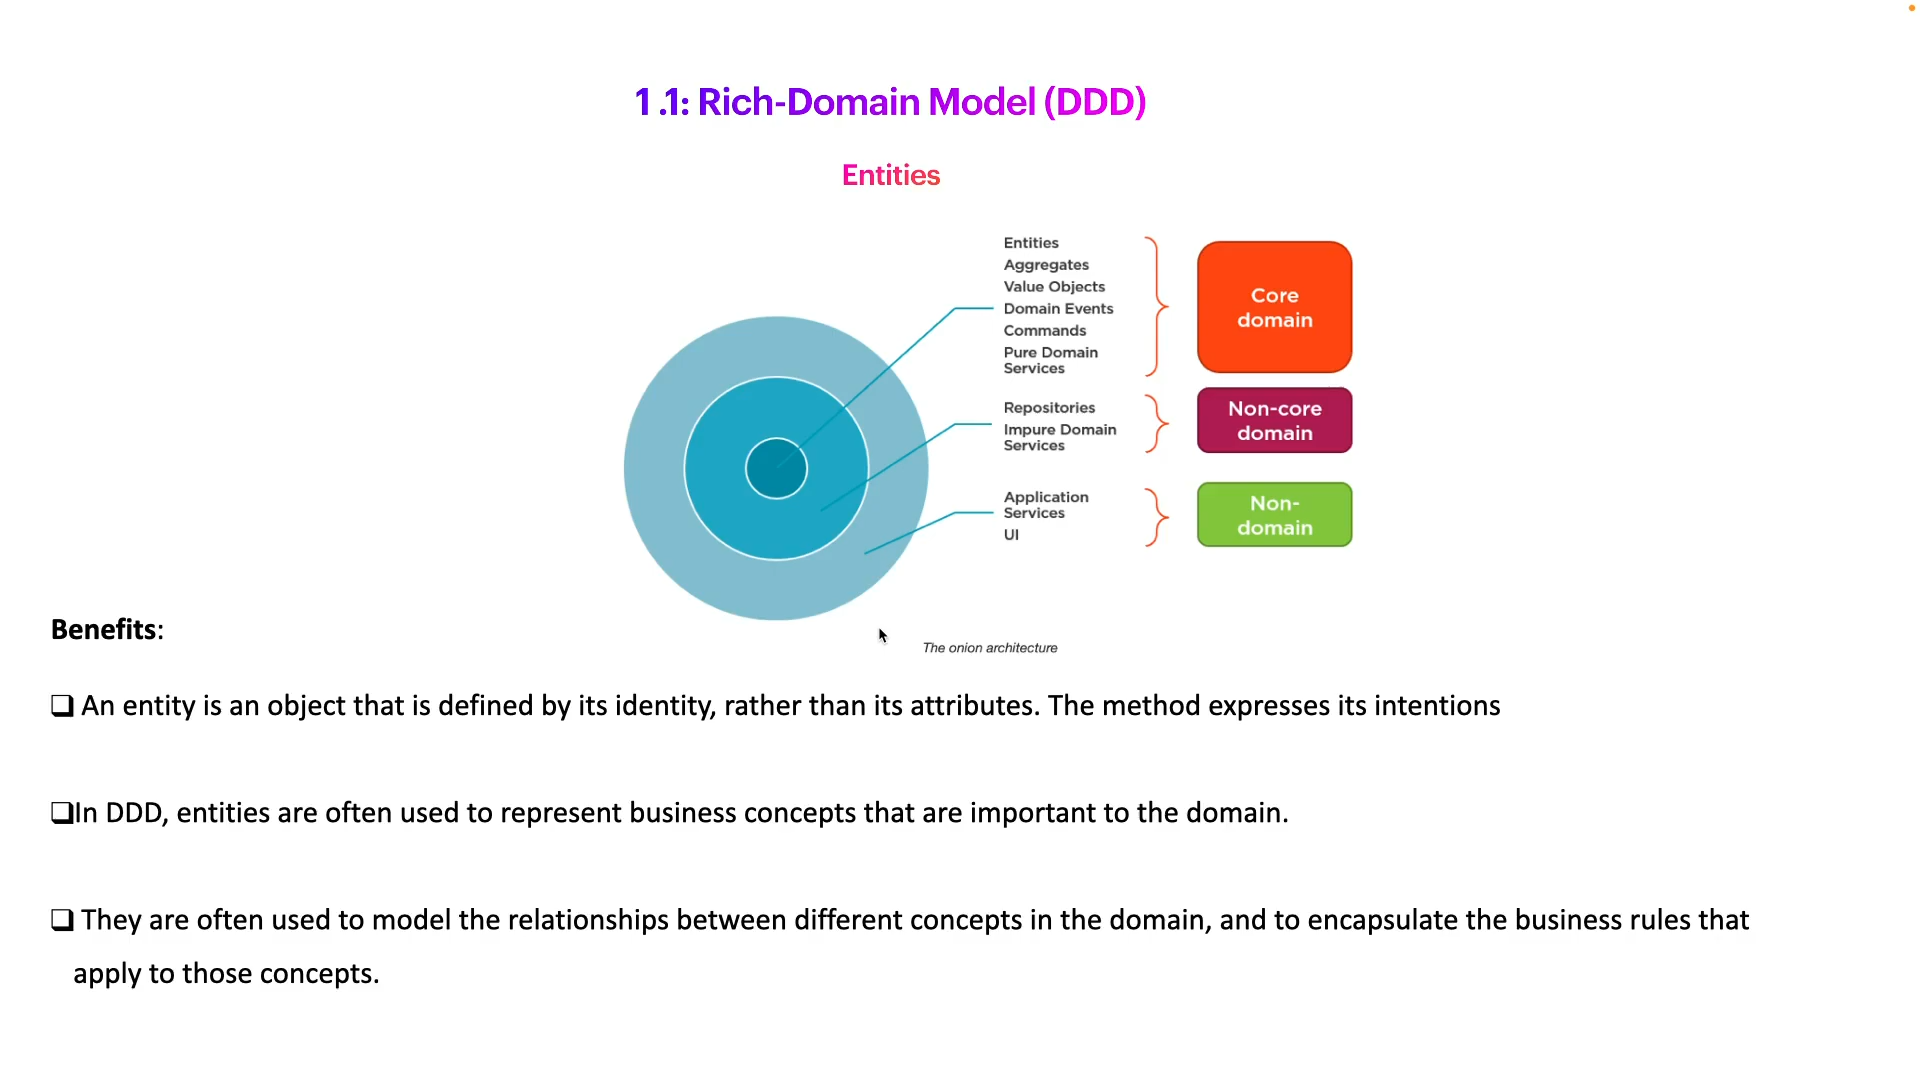 1.1: Rich-Domain Model (DDD)
Entities
Entities
Aggregates
Value Objects
Domain Events
Commands
Pure Domain
Services
Core
domain
Repositories
Impure Domain
Services
Non-core
domain
Application
Services
UI
Non-
domain
Benefits:
The onion architecture
❑ An entity is an object that is defined by its identity, rather than its attributes. The method expresses its intentions
❑In DDD, entities are often used to represent business concepts that are important to the domain.
❑ They are often used to model the relationships between different concepts in the domain, and to encapsulate the business rules that
apply to those concepts.